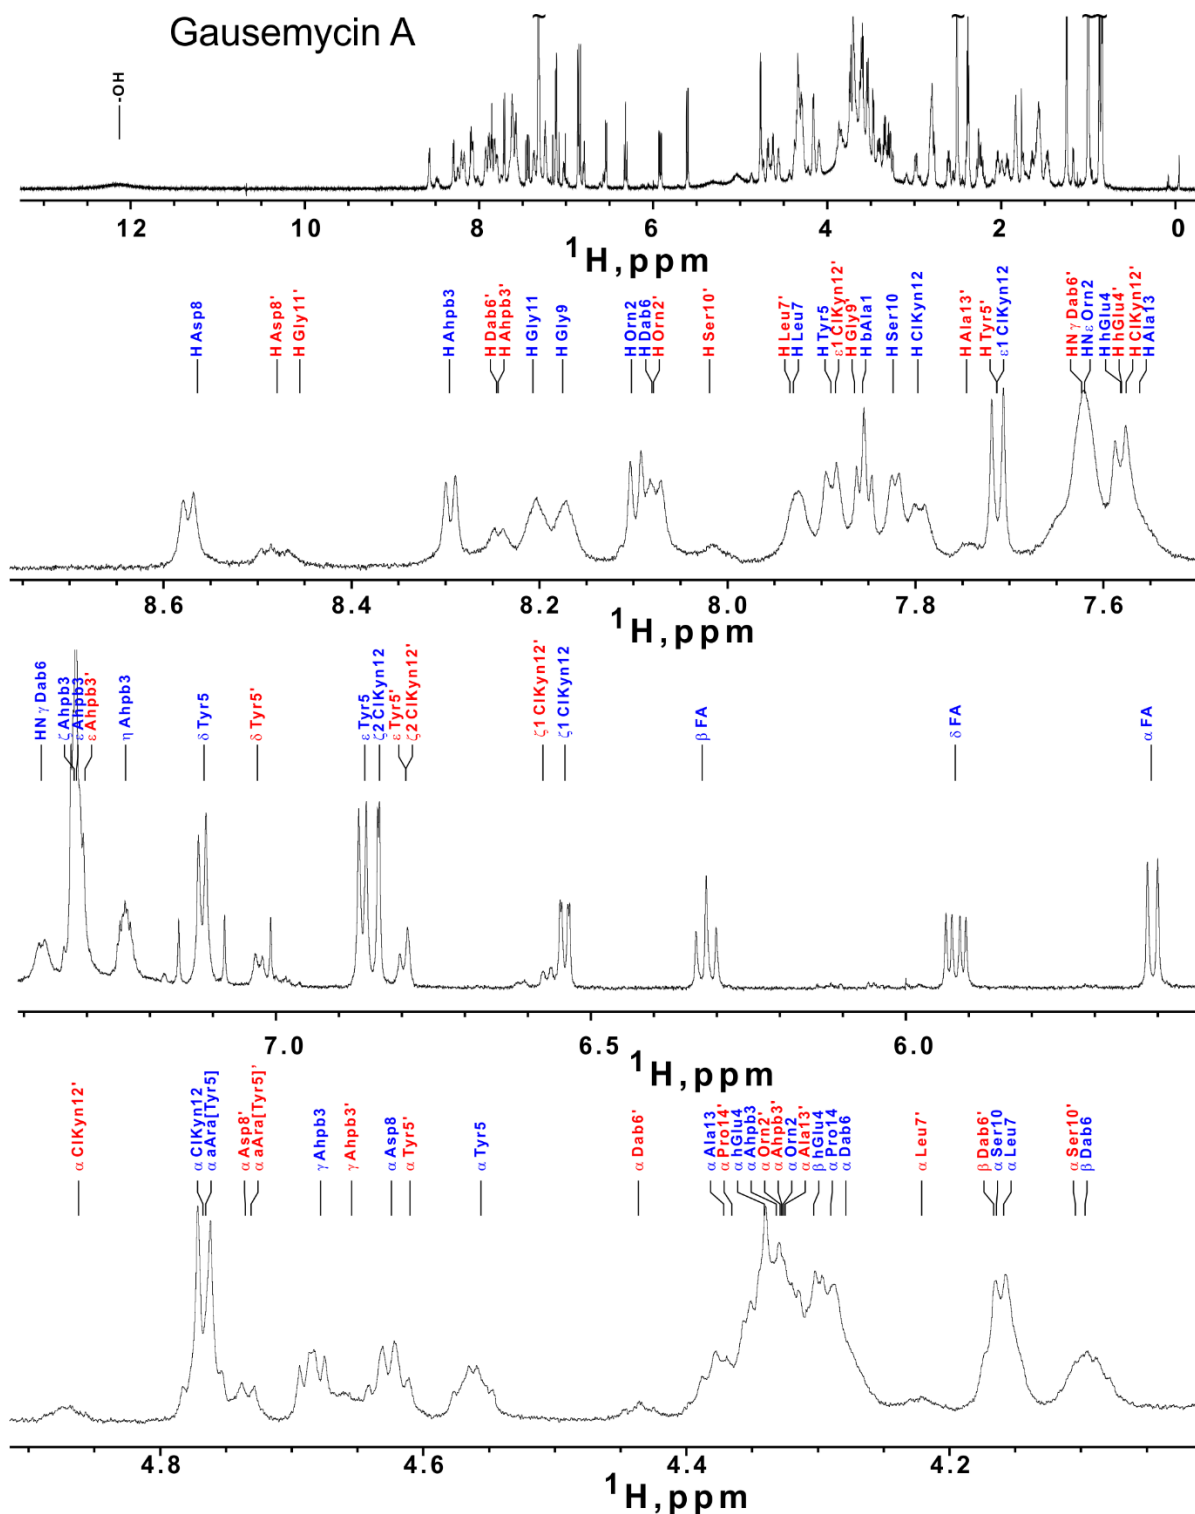 Gausemycin A
-OH
12 10 8 6 4 2 0
¹H, ppm
H Asp8
H Asp8'
H Gly11'
H Ahpb3
H Dab6'
H Ahpb3'
H Gly11
H Gly9
H Orn2
H Dab6
H Orn2'
H Ser10'
H Leu7'
H Leu7
H Tyr5
ε1 ClKyn12'
H Gly9'
H bAla1
H Ser10
H ClKyn12
H Ala13'
H Tyr5'
ε1 ClKyn12
HN γ Dab6'
HNε Orn2
H hGlu4
H hGlu4'
H ClKyn12'
H Ala13
8.6 8.4 8.2 8.0 7.8 7.6
¹H, ppm
HN γ Dab6
ζ Ahpb3
ε Ahpb3
ε Ahpb3'
η Ahpb3
δ Tyr5
δ Tyr5'
ε Tyr5
ζ2 ClKyn12
ε Tyr5'
ζ2 ClKyn12'
ζ1 ClKyn12'
ζ1 ClKyn12
β FA
δ FA
α FA
7.0 6.5 6.0
¹H, ppm
α ClKyn12'
α ClKyn12
α aAra[Tyr5]
α Asp8'
α aAra[Tyr5]'
γ Ahpb3
γ Ahpb3'
α Asp8
α Tyr5'
α Tyr5
α Dab6'
α Ala13
α Pro14'
α hGlu4
α Ahpb3
α Orn2'
α Ahpb3'
α Orn2
α Ala13'
β hGlu4
α Pro14
α Dab6
α Leu7'
β Dab6'
α Ser10
α Leu7
α Ser10'
β Dab6
4.8 4.6 4.4 4.2
¹H, ppm